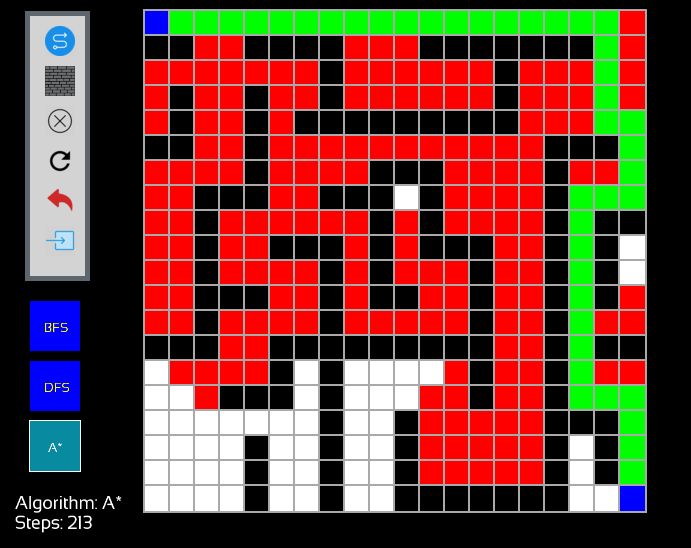 BFS
DFS
A*
Algorithm: A*
Steps: 213